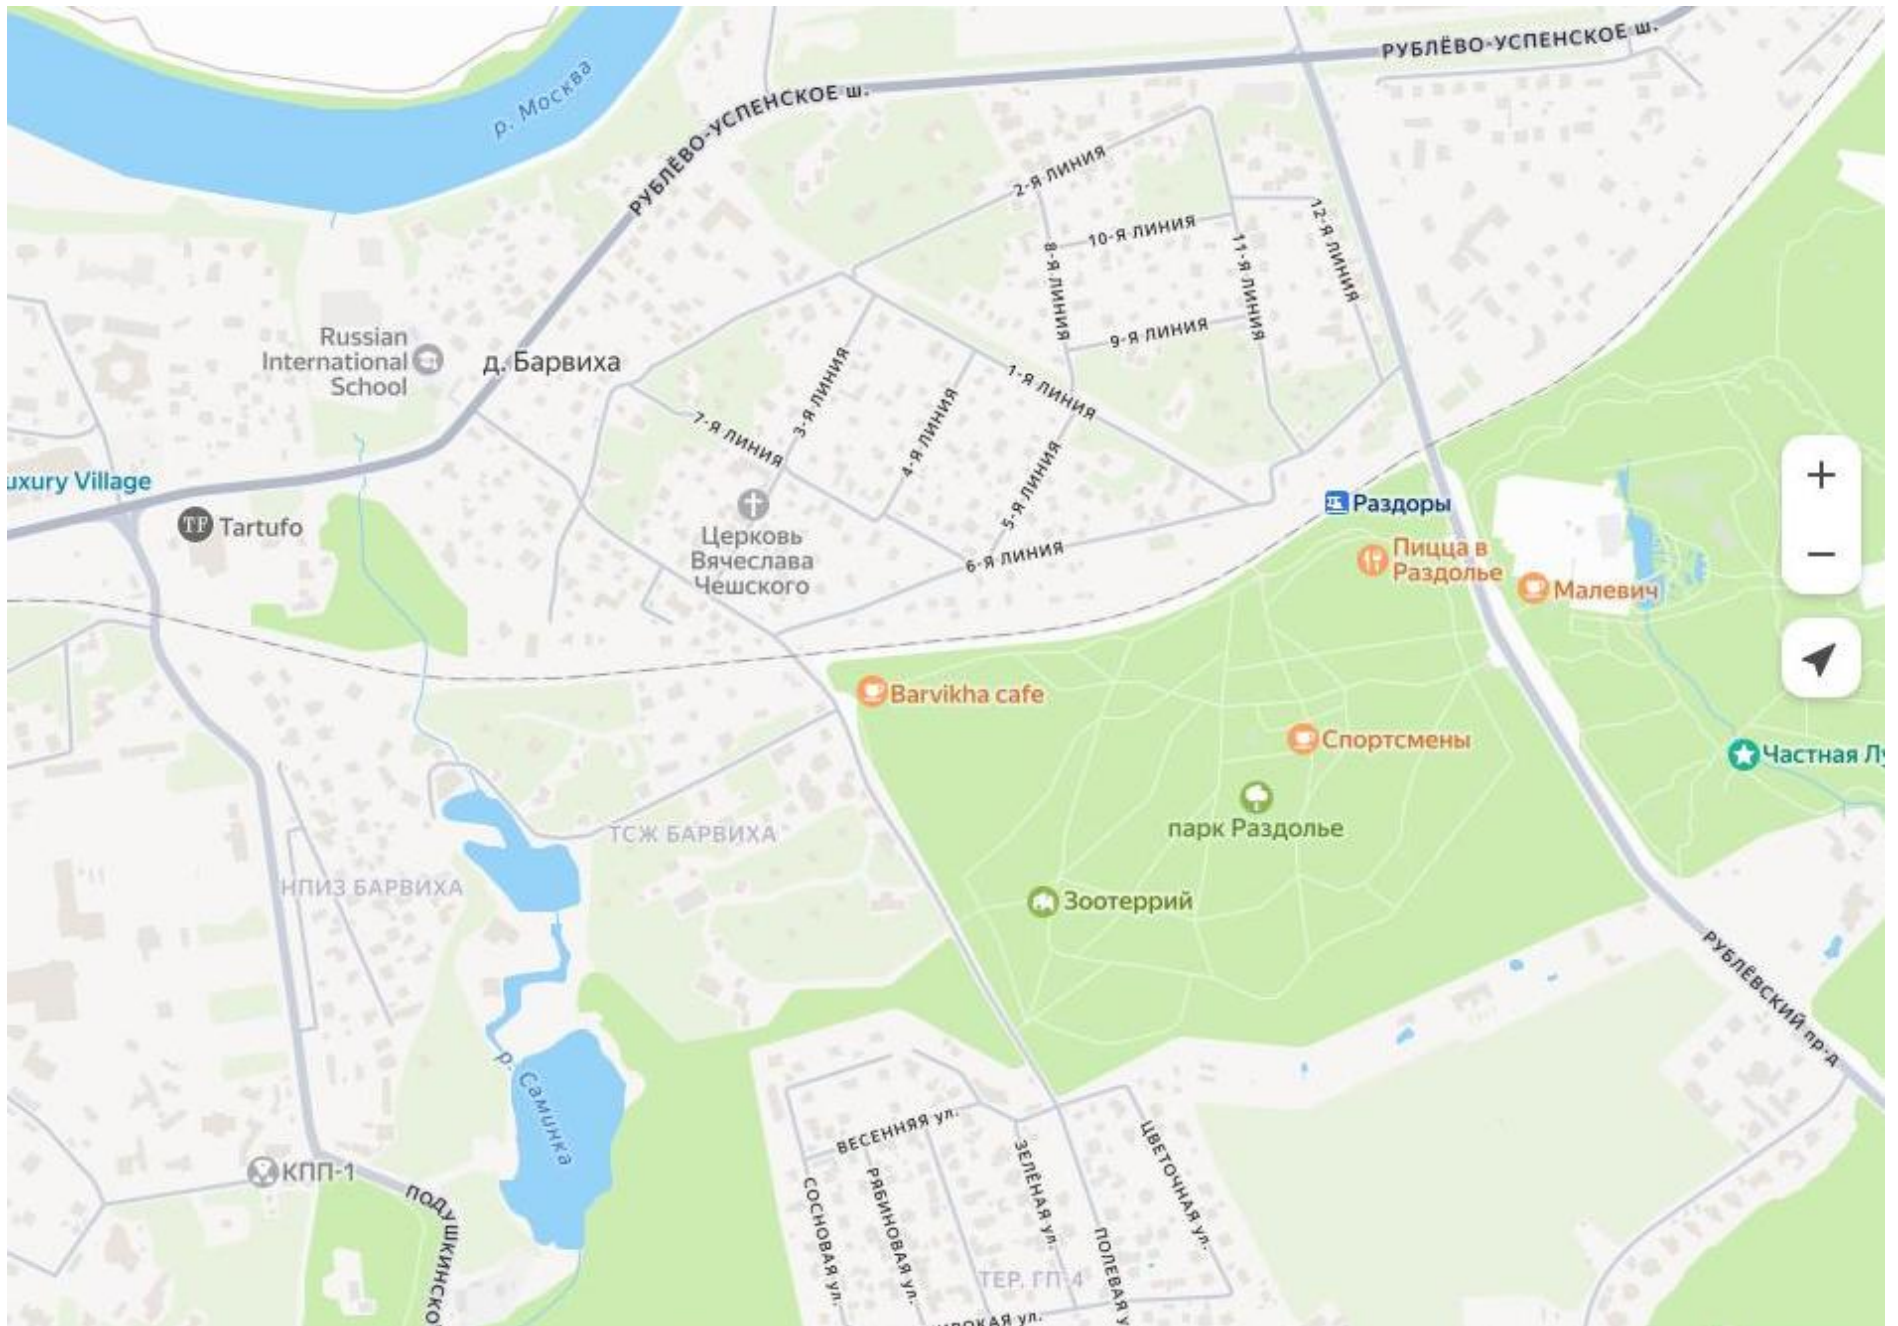 РУБЛЁВО-УСПЕНСКОЕ ш.
р. Москва
РУБЛЁВО-УСПЕНСКОЕ ш.
2-Я ЛИНИЯ
10-Я ЛИНИЯ
12-Я ЛИНИЯ
8-Я ЛИНИЯ
11-Я ЛИНИЯ
9-Я ЛИНИЯ
Russian
International
School
д. Барвиха
3-Я ЛИНИЯ
1-Я ЛИНИЯ
4-Я ЛИНИЯ
7-Я ЛИНИЯ
5-Я ЛИНИЯ
uxury Village
+
Раздоры
TF Tartufo
Церковь
Вячеслава
Чешского
6-Я ЛИНИЯ
Пицца в
Раздолье
−
Малевич
Barvikha cafe
Спортсмены
Частная Лу
парк Раздолье
ТСЖ БАРВИХА
НПИЗ БАРВИХА
Зоотеррий
РУБЛЁВСКИЙ пр-д
р. Саминка
ВЕСЕННЯЯ ул.
ЗЕЛЁНАЯ ул.
ЦВЕТОЧНАЯ ул.
КПП-1
СОСНОВАЯ ул.
РЯБИНОВАЯ ул.
ПОЛЕВАЯ у
ПОДУШКИНСКО
ТЕР. ГП-4
РОКАЯ ул.